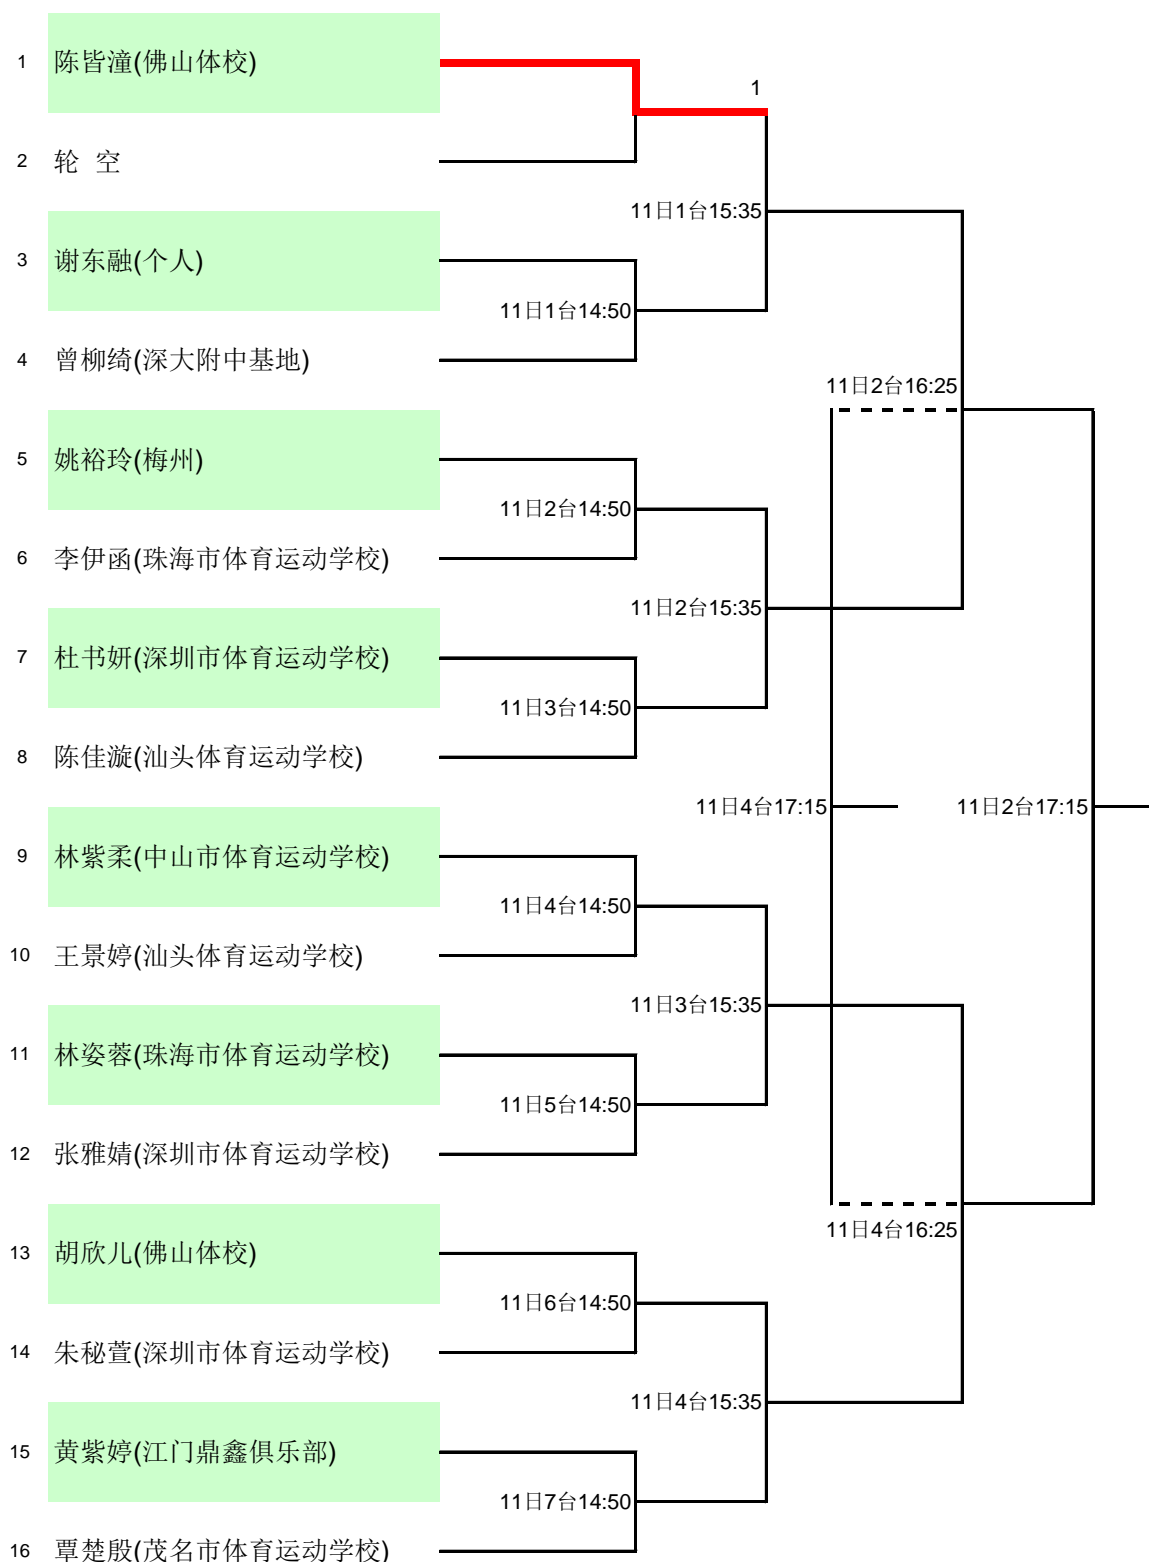 1 陈皆潼(佛山体校)
1
2 轮 空
11日1台15:35
3 谢东融(个人)
11日1台14:50
4 曾柳绮(深大附中基地)
11日2台16:25
5 姚裕玲(梅州)
11日2台14:50
6 李伊函(珠海市体育运动学校)
11日2台15:35
7 杜书妍(深圳市体育运动学校)
11日3台14:50
8 陈佳漩(汕头体育运动学校)
11日4台17:15
11日2台17:15
9 林紫柔(中山市体育运动学校)
11日4台14:50
10 王景婷(汕头体育运动学校)
11日3台15:35
11 林姿蓉(珠海市体育运动学校)
11日5台14:50
12 张雅婧(深圳市体育运动学校)
11日4台16:25
13 胡欣儿(佛山体校)
11日6台14:50
14 朱秘萱(深圳市体育运动学校)
11日4台15:35
15 黄紫婷(江门鼎鑫俱乐部)
11日7台14:50
16 覃楚殷(茂名市体育运动学校)